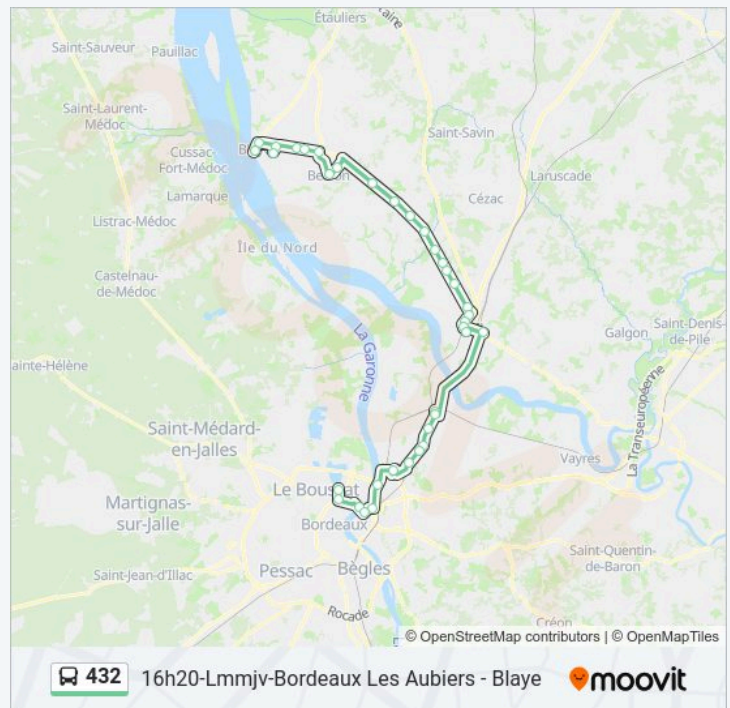 Étauliers
Saint-Sauveur
Pauillac
Saint-Laurent-
Médoc
Saint-Savin
Cussac-
Fort-Médoc
Laruscade
Lamarque
Cézac
Listrac-Médoc
Île du Nord
Castelnau-
de-Médoc
La Garonne
Galgon
Saint-Denis-
de-Pile
La Transeuropéenne
Saint-Médard-
en-Jalles
Vayres
Le Bouscat
Martignas-
sur-Jalle
Bordeaux
Saint-Quentin-
de-Baron
Saint-Jean-d'Illac
Pessac
Bègles
Rocade
Créon
© OpenStreetMap contributors | © OpenMapTiles
432
16h20-Lmmjv-Bordeaux Les Aubiers - Blaye
moovit